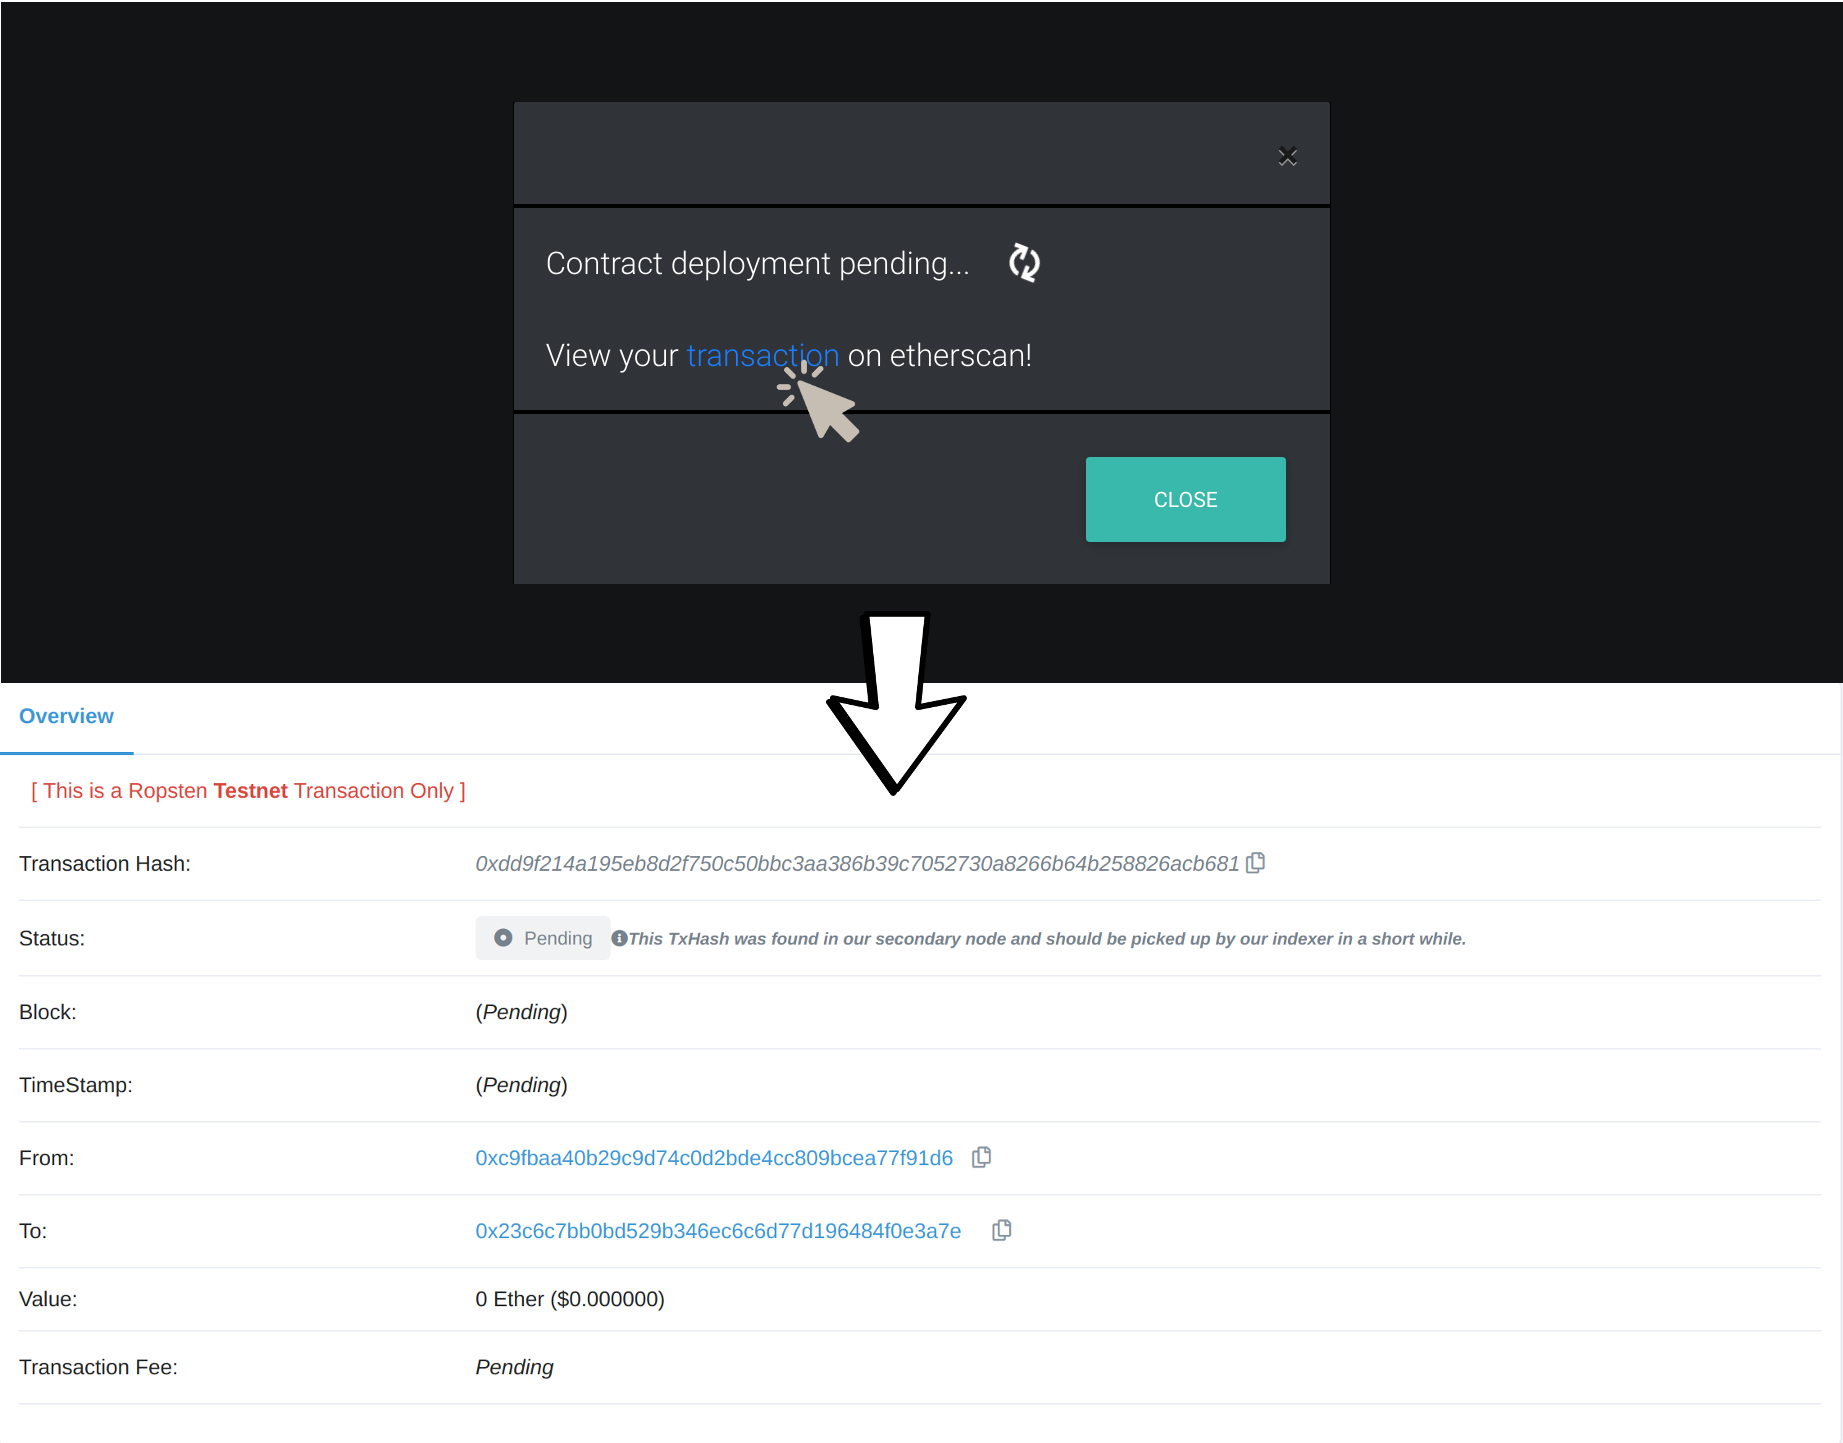 Contract deployment pending...
View your transaction on etherscan!
CLOSE
Overview
[ This is a Ropsten Testnet Transaction Only ]
Transaction Hash: 0xdd9f214a195eb8d2f750c50bbc3aa386b39c7052730a8266b64b258826acb681
Status: Pending This TxHash was found in our secondary node and should be picked up by our indexer in a short while.
Block: (Pending)
TimeStamp: (Pending)
From: 0xc9fbaa40b29c9d74c0d2bde4cc809bcea77f91d6
To: 0x23c6c7bb0bd529b346ec6c6d77d196484f0e3a7e
Value: 0 Ether ($0.000000)
Transaction Fee: Pending